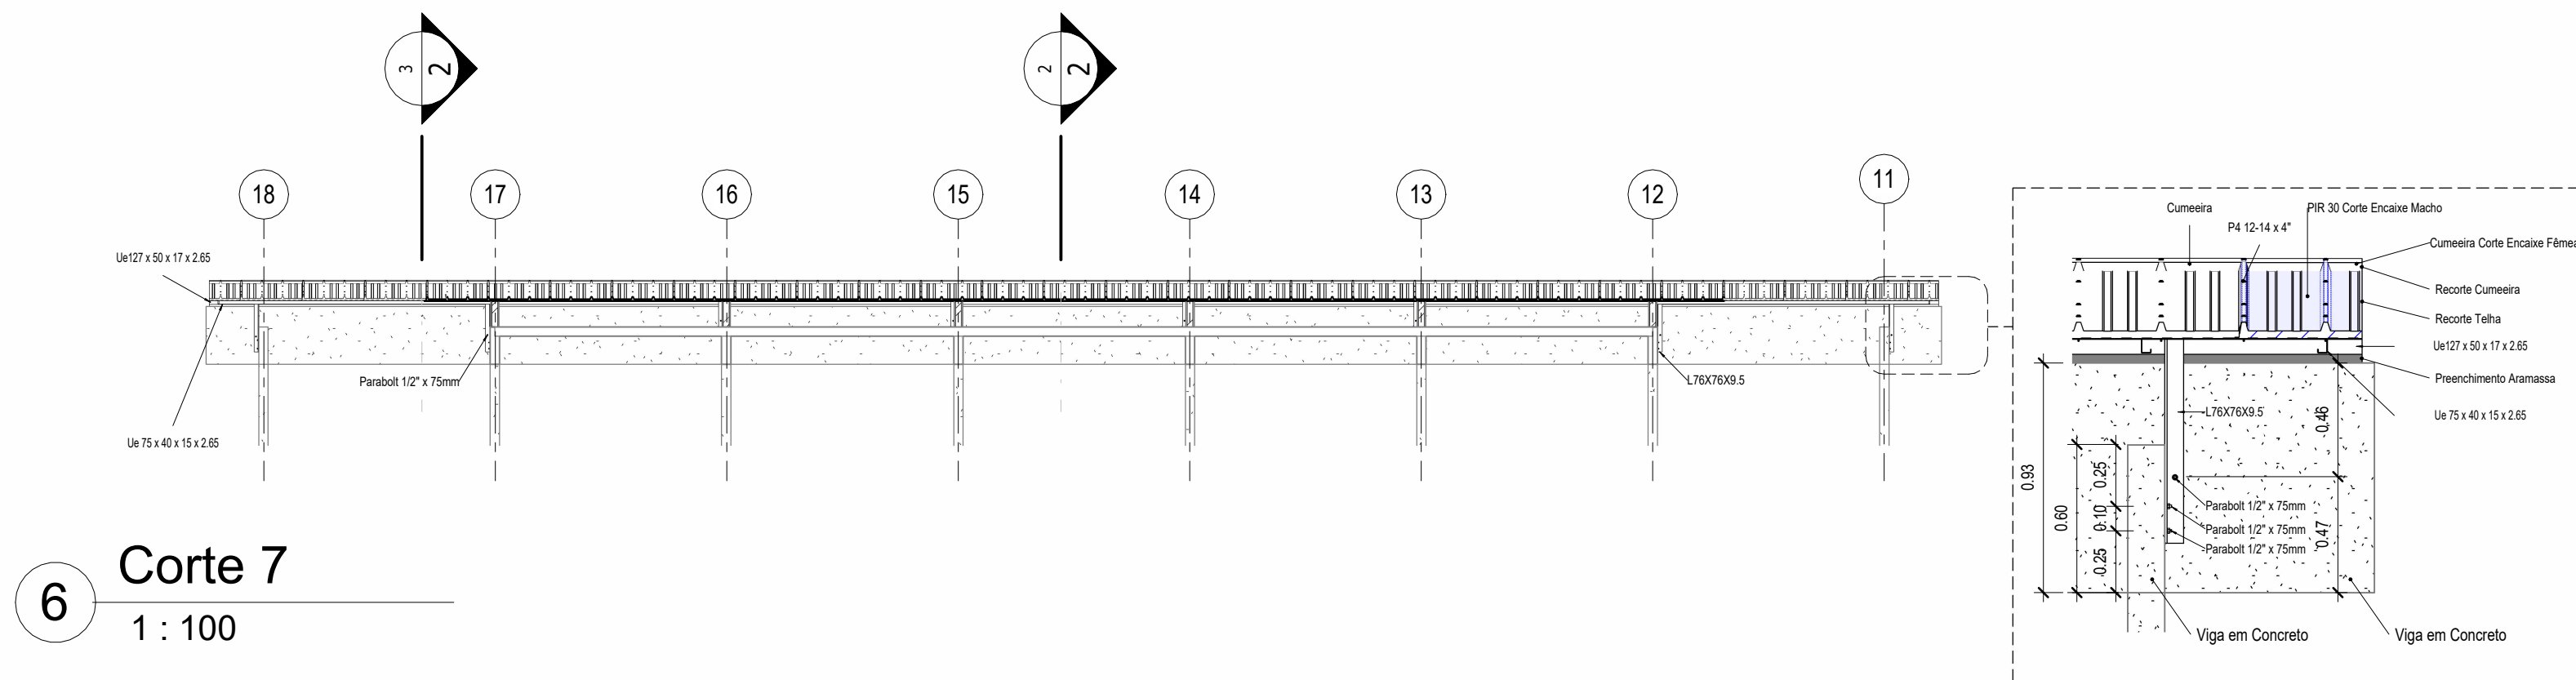 3
2
2
2
18
17
16
15
14
13
12
11
Ue127 x 50 x 17 x 2.65
Parabolt 1/2" x 75mm
L76X76X9.5
Ue 75 x 40 x 15 x 2.65
6
Corte 7
1 : 100
Cumeeira
PIR 30 Corte Encaixe Macho
P4 12-14 x 4"
Cumeeira Corte Encaixe Fêmea
Recorte Cumeeira
Recorte Telha
Ue127 x 50 x 17 x 2.65
Preenchimento Aramassa
Ue 75 x 40 x 15 x 2.65
L76X76X9.5
0.46
0.93
0.60
0.25
0.10
0.25
0.47
Parabolt 1/2" x 75mm
Parabolt 1/2" x 75mm
Parabolt 1/2" x 75mm
Viga em Concreto
Viga em Concreto